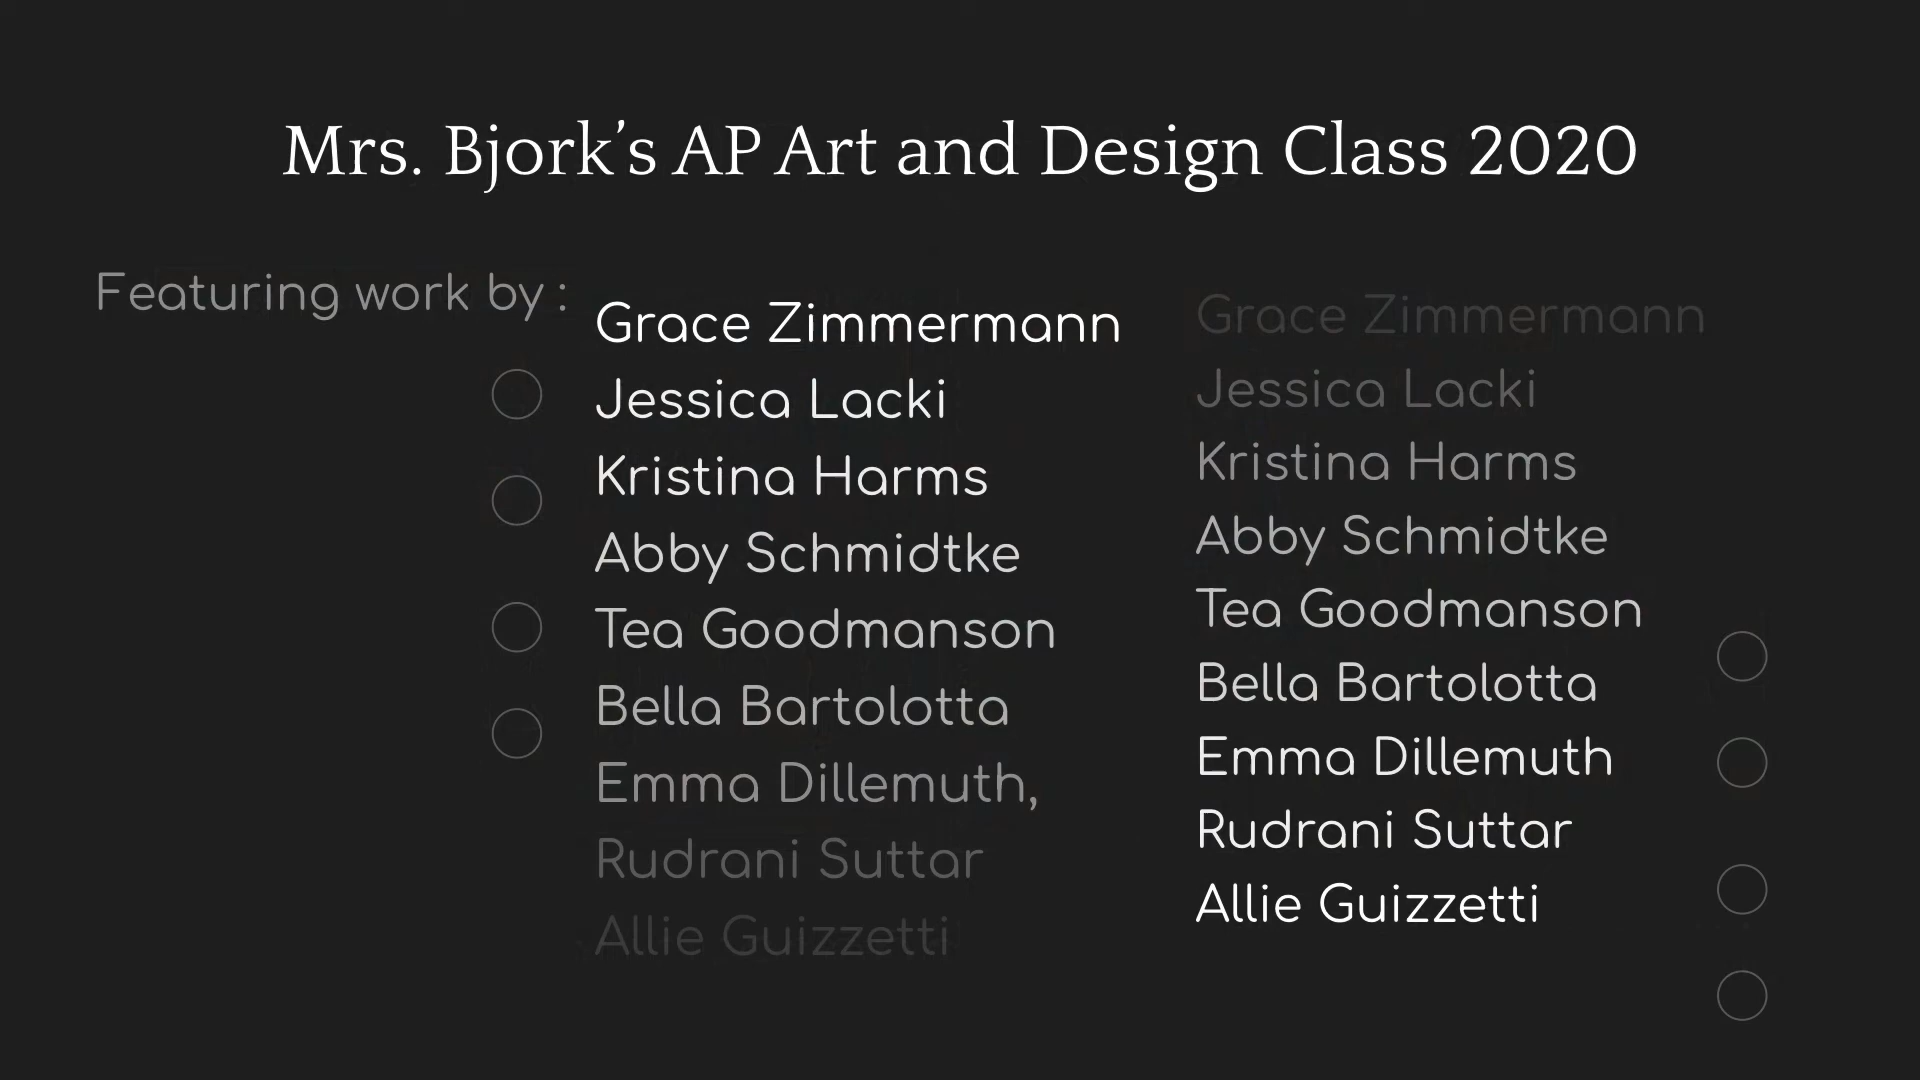 Mrs. Bjork’s AP Art and Design Class 2020
Featuring work by :
Grace Zimmermann
Jessica Lacki
Kristina Harms
Abby Schmidtke
Tea Goodmanson
Bella Bartolotta
Emma Dillemuth,
Rudrani Suttar
Allie Guizzetti
Grace Zimmermann
Jessica Lacki
Kristina Harms
Abby Schmidtke
Tea Goodmanson
Bella Bartolotta
Emma Dillemuth
Rudrani Suttar
Allie Guizzetti